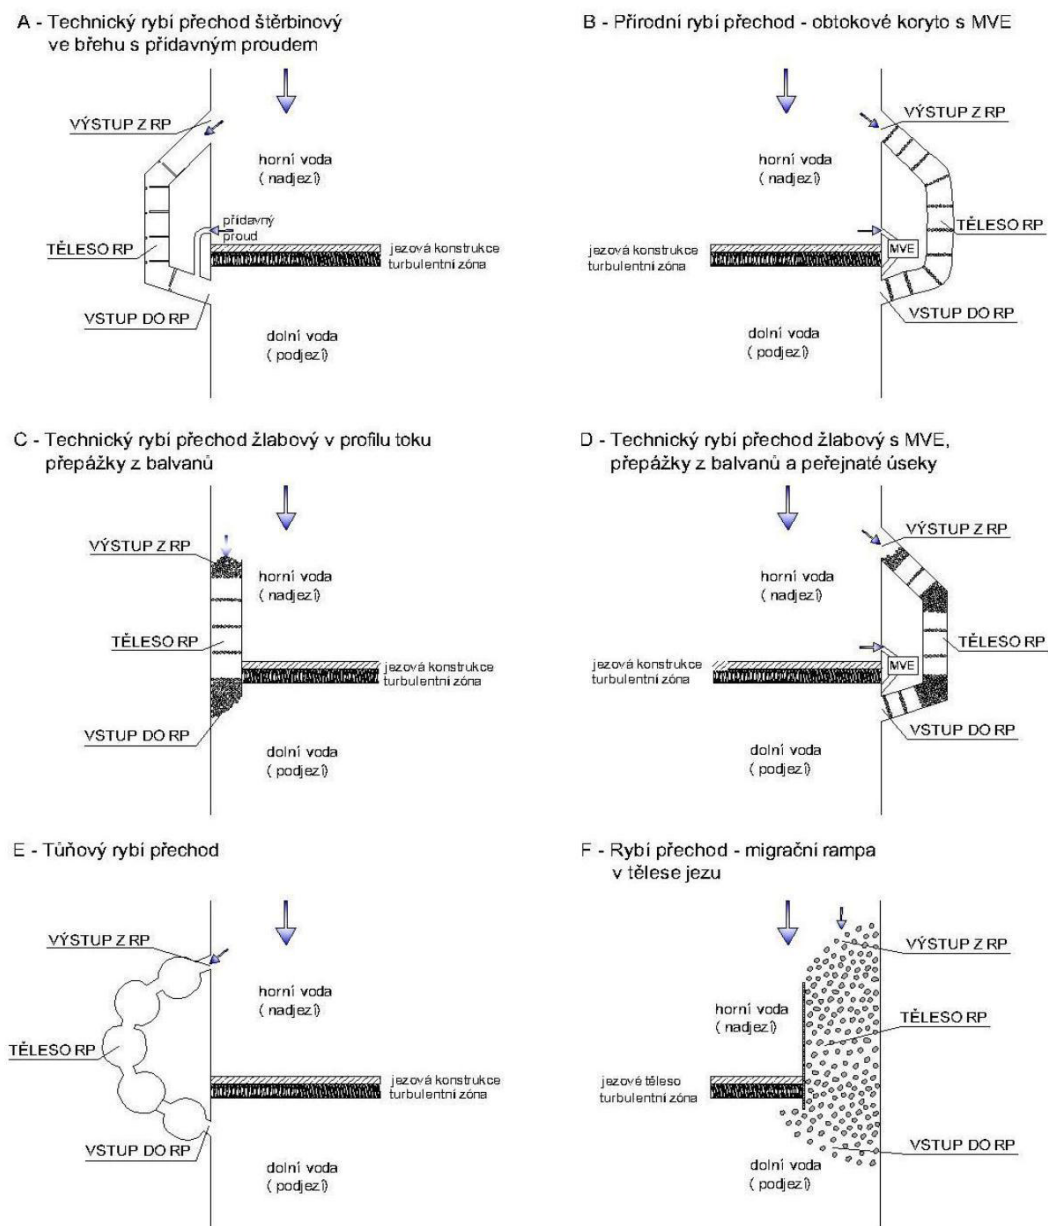 A - Technický rybí přechod štěrbinový
ve břehu s přídavným proudem
VÝSTUP Z RP
horní voda
( nadjezí)
přídavný
proud
TĚLESO RP
jezová konstrukce
turbulentní zóna
VSTUP DO RP
dolní voda
( podjezí)
B - Přírodní rybí přechod - obtokové koryto s MVE
VÝSTUP Z RP
horní voda
( nadjezí)
TĚLESO RP
MVE
jezová konstrukce
turbulentní zóna
VSTUP DO RP
dolní voda
( podjezí)
C - Technický rybí přechod žlabový v profilu toku
přepážky z balvanů
VÝSTUP Z RP
horní voda
( nadjezí)
TĚLESO RP
jezová konstrukce
turbulentní zóna
VSTUP DO RP
dolní voda
( podjezí)
D - Technický rybí přechod žlabový s MVE,
přepážky z balvanů a peřejnaté úseky
VÝSTUP Z RP
horní voda
( nadjezí)
TĚLESO RP
jezová konstrukce
turbulentní zóna
MVE
VSTUP DO RP
dolní voda
( podjezí)
E - Tůňový rybí přechod
VÝSTUP Z RP
horní voda
( nadjezí)
TĚLESO RP
jezová konstrukce
turbulentní zóna
VSTUP DO RP
dolní voda
( podjezí)
F - Rybí přechod - migrační rampa
v tělese jezu
VÝSTUP Z RP
horní voda
( nadjezí)
TĚLESO RP
jezové těleso
turbulentní zóna
VSTUP DO RP
dolní voda
( podjezí)